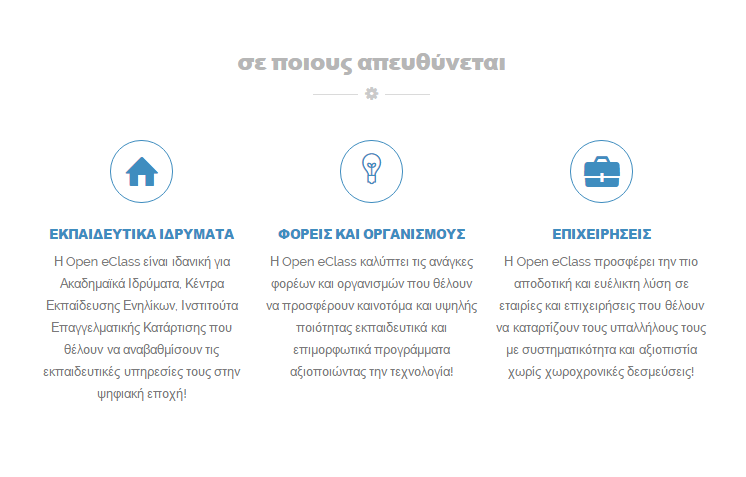 σε ποιους απευθύνεται
ΕΚΠΑΙΔΕΥΤΙΚΑ ΙΔΡΥΜΑΤΑ
Η Open eClass είναι ιδανική για
Ακαδημαϊκά Ιδρύματα, Κέντρα
Εκπαίδευσης Ενηλίκων, Ινστιτούτα
Επαγγελματικής Κατάρτισης που
θέλουν να αναβαθμίσουν τις
εκπαιδευτικές υπηρεσίες τους στην
ψηφιακή εποχή!
ΦΟΡΕΙΣ ΚΑΙ ΟΡΓΑΝΙΣΜΟΥΣ
Η Open eClass καλύπτει τις ανάγκες
φορέων και οργανισμών που θέλουν
να προσφέρουν καινοτόμα και υψηλής
ποιότητας εκπαιδευτικά και
επιμορφωτικά προγράμματα
αξιοποιώντας την τεχνολογία!
ΕΠΙΧΕΙΡΗΣΕΙΣ
Η Open eClass προσφέρει την πιο
αποδοτική και ευέλικτη λύση σε
εταιρίες και επιχειρήσεις που θέλουν
να καταρτίζουν τους υπαλλήλους τους
με συστηματικότητα και αξιοπιστία
χωρίς χωροχρονικές δεσμεύσεις!